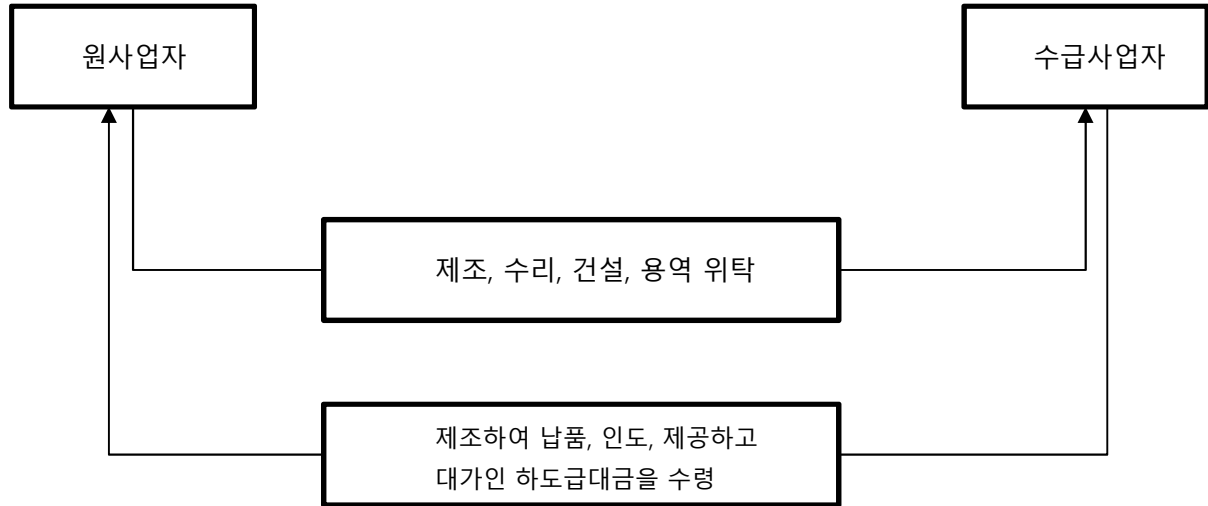 원사업자
수급사업자
제조, 수리, 건설, 용역 위탁
제조하여 납품, 인도, 제공하고
대가인 하도급대금을 수령